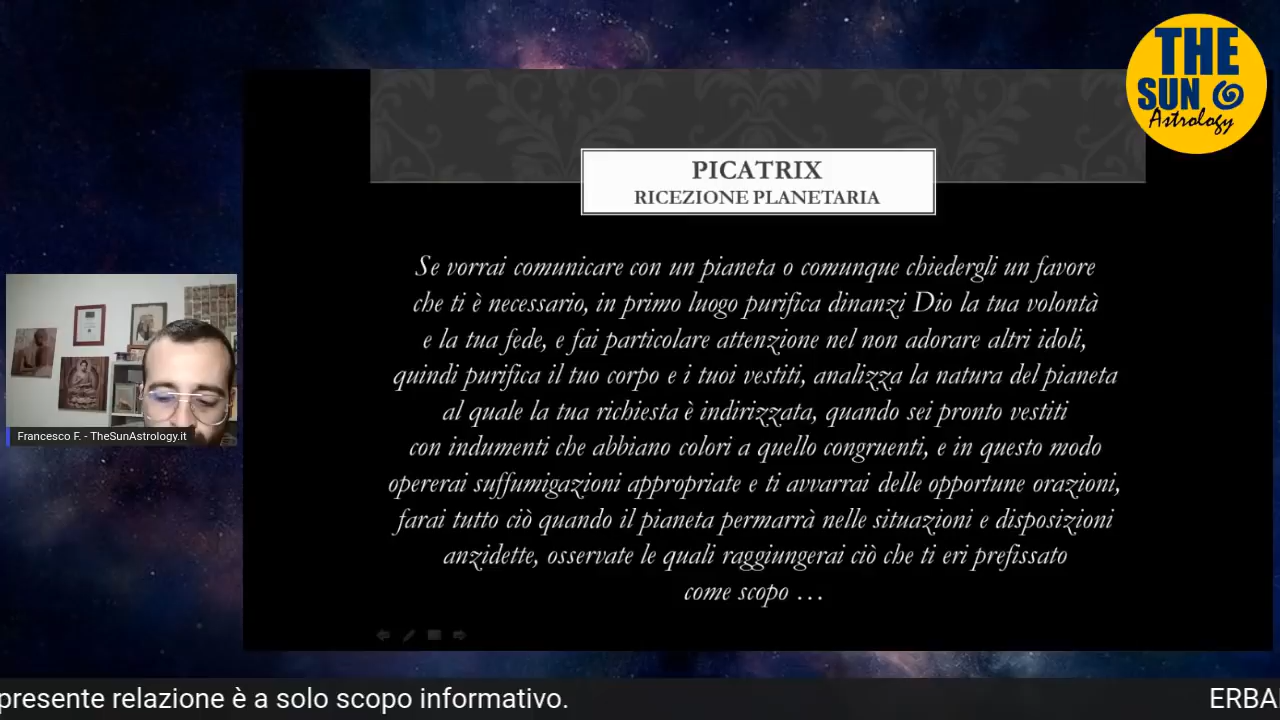 THE
SUN
Astrology
PICATRIX
RICEZIONE PLANETARIA
Se vorrai comunicare con un pianeta o comunque chiedergli un favore
che ti è necessario, in primo luogo purifica dinanzi Dio la tua volontà
e la tua fede, e fai particolare attenzione nel non adorare altri idoli,
quindi purifica il tuo corpo e i tuoi vestiti, analizza la natura del pianeta
al quale la tua richiesta è indirizzata, quando sei pronto vestiti
con indumenti che abbiano colori a quello congruenti, e in questo modo
opererai suffumigazioni appropriate e ti avvarrai delle opportune orazioni,
farai tutto ciò quando il pianeta permarrà nelle situazioni e disposizioni
anzidette, osservate le quali raggiungerai ciò che ti eri prefissato
come scopo ...
Francesco F. - TheSunAstrology.it
presente relazione è a solo scopo informativo. ERBA